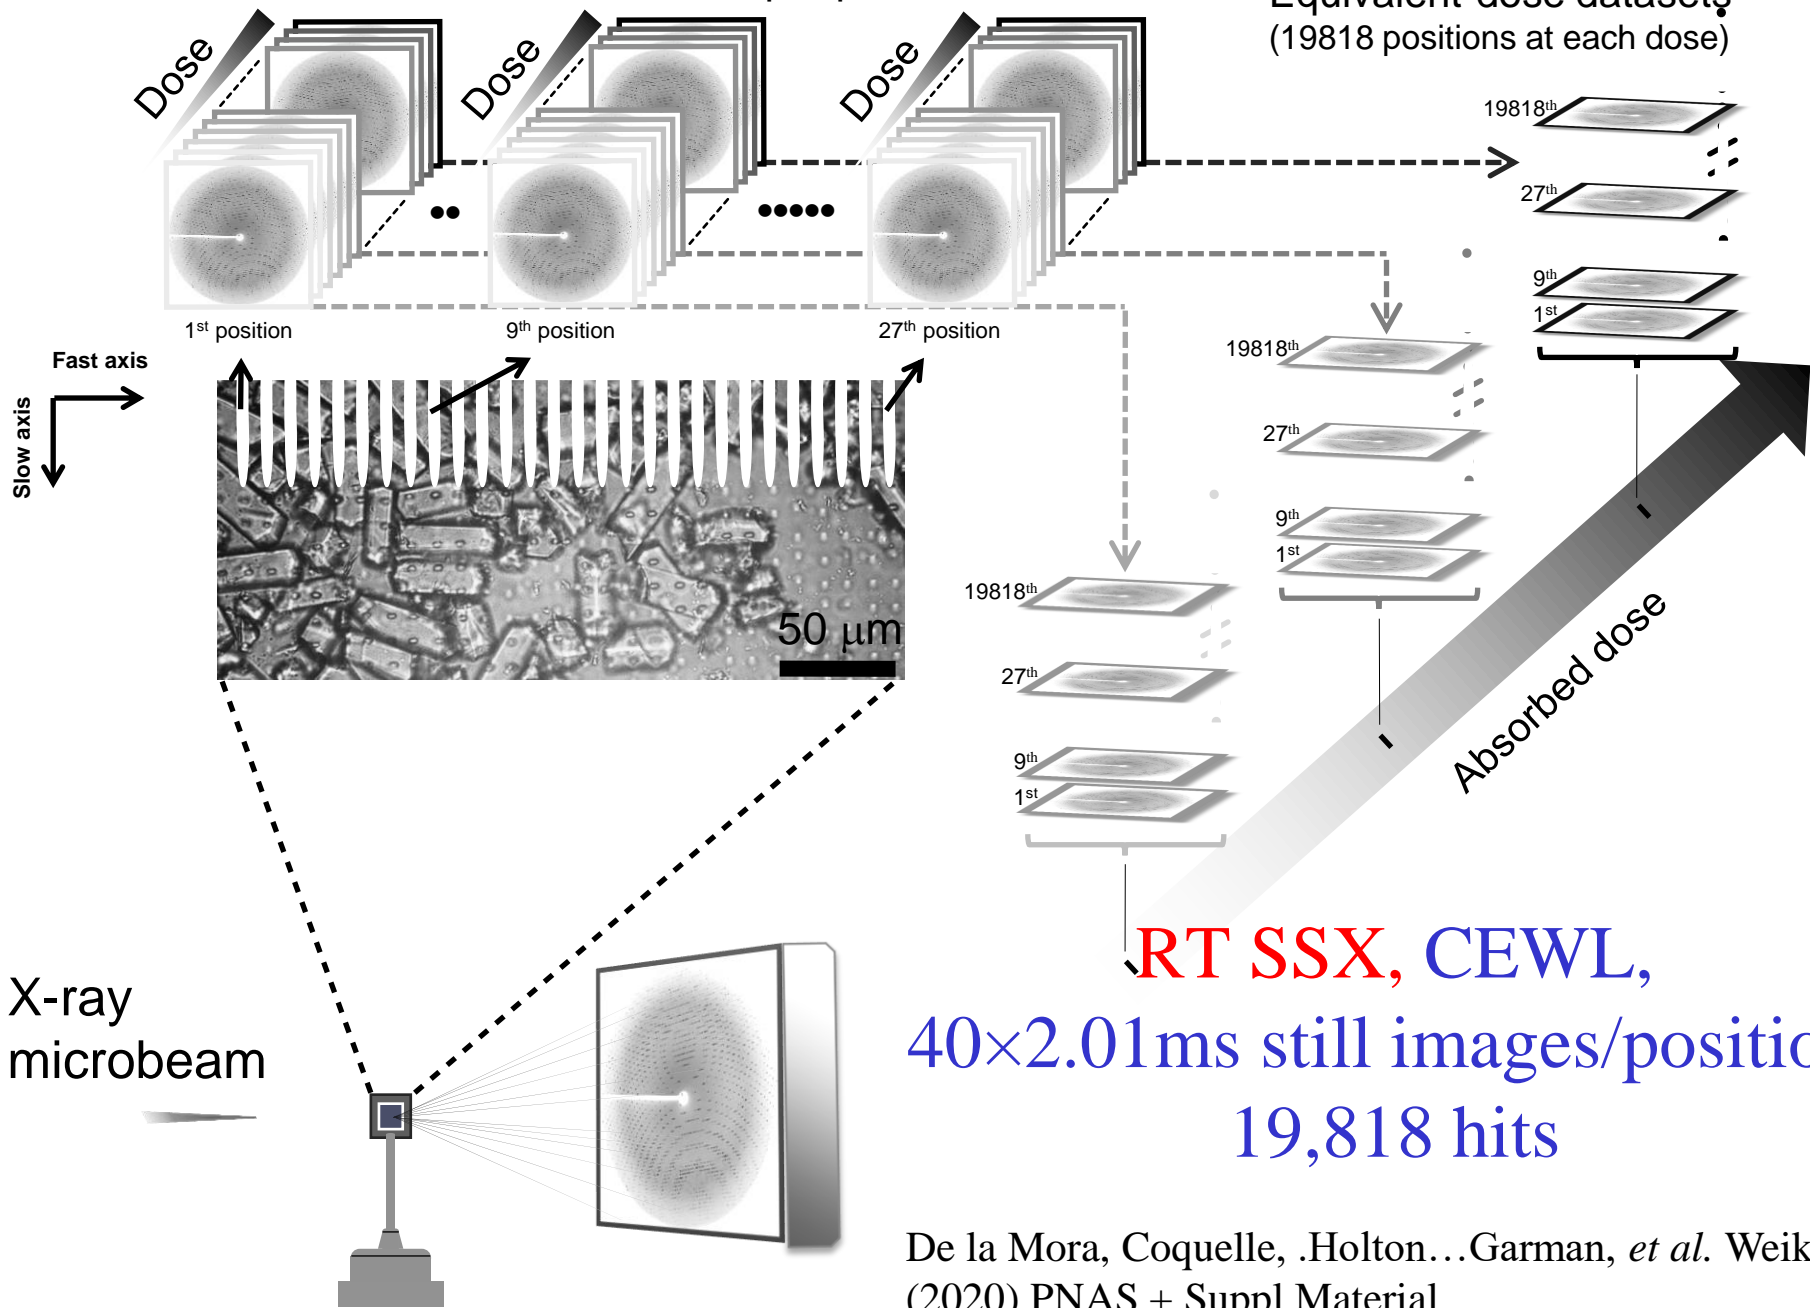 Equivalent dose datasets
(19818 positions at each dose)
Dose
Dose
Dose
1st position
9th position
27th position
Fast axis
Slow axis
50 μm
19818th
27th
9th
1st
19818th
27th
9th
1st
19818th
27th
9th
1st
Absorbed dose
X-ray
microbeam
RT SSX, CEWL,
40×2.01ms still images/positio
19,818 hits
De la Mora, Coquelle, .Holton…Garman, et al. Weik
(2020) PNAS + Suppl Material